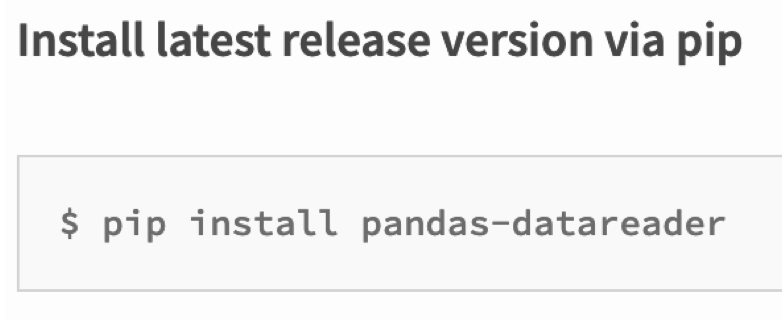 Install latest release version via pip
$ pip install pandas-datareader